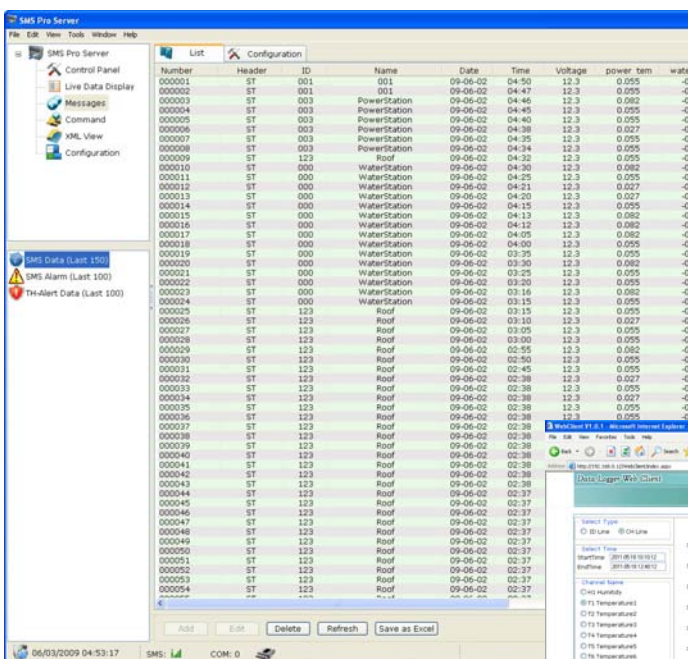 SMS Pro Server
File Edit View Tools Window Help
SMS Pro Server
Control Panel
Live Data Display
Messages
Command
XML View
Configuration
SMS Data (Last 150)
SMS Alarm (Last 100)
TH-Alert Data (Last 100)
List Configuration
Number Header ID Name Date Time Voltage power tem
000001 ST 001 001 09-06-02 04:50 12.3 0.055
000002 ST 001 001 09-06-02 04:47 12.3 0.055
000003 ST 003 PowerStation 09-06-02 04:46 12.3 0.082
000004 ST 003 PowerStation 09-06-02 04:45 12.3 0.055
000005 ST 003 PowerStation 09-06-02 04:40 12.3 0.055
000006 ST 003 PowerStation 09-06-02 04:38 12.3 0.027
000007 ST 003 PowerStation 09-06-02 04:35 12.3 0.055
000008 ST 003 PowerStation 09-06-02 04:34 12.3 0.055
000009 ST 123 Roof 09-06-02 04:32 12.3 0.055
000010 ST 000 WaterStation 09-06-02 04:30 12.3 0.082
000011 ST 000 WaterStation 09-06-02 04:25 12.3 0.055
000012 ST 000 WaterStation 09-06-02 04:21 12.3 0.027
000013 ST 000 WaterStation 09-06-02 04:20 12.3 0.027
000014 ST 000 WaterStation 09-06-02 04:15 12.3 0.055
000015 ST 000 WaterStation 09-06-02 04:13 12.3 0.082
000016 ST 000 WaterStation 09-06-02 04:12 12.3 0.082
000017 ST 000 WaterStation 09-06-02 04:05 12.3 0.082
000018 ST 000 WaterStation 09-06-02 04:00 12.3 0.055
000019 ST 000 WaterStation 09-06-02 03:35 12.3 0.055
000020 ST 000 WaterStation 09-06-02 03:30 12.3 0.082
000021 ST 000 WaterStation 09-06-02 03:25 12.3 0.055
000022 ST 000 WaterStation 09-06-02 03:20 12.3 0.055
000023 ST 000 WaterStation 09-06-02 03:16 12.3 0.082
000024 ST 000 WaterStation 09-06-02 03:15 12.3 0.055
000025 ST 123 Roof 09-06-02 03:15 12.3 0.055
000026 ST 123 Roof 09-06-02 03:10 12.3 0.027
000027 ST 123 Roof 09-06-02 03:05 12.3 0.055
000028 ST 123 Roof 09-06-02 03:00 12.3 0.055
000029 ST 123 Roof 09-06-02 02:55 12.3 0.082
000030 ST 123 Roof 09-06-02 02:50 12.3 0.055
000031 ST 123 Roof 09-06-02 02:45 12.3 0.055
000032 ST 123 Roof 09-06-02 02:38 12.3 0.027
000033 ST 123 Roof 09-06-02 02:38 12.3 0.055
000034 ST 123 Roof 09-06-02 02:38 12.3 0.027
000035 ST 123 Roof 09-06-02 02:38 12.3 0.055
000036 ST 123 Roof 09-06-02 02:38 12.3 0.055
000037 ST 123 Roof 09-06-02 02:38
000038 ST 123 Roof 09-06-02 02:38
000039 ST 123 Roof 09-06-02 02:38
000040 ST 123 Roof 09-06-02 02:38
000041 ST 123 Roof 09-06-02 02:38
000042 ST 123 Roof 09-06-02 02:38
000043 ST 123 Roof 09-06-02 02:38
000044 ST 123 Roof 09-06-02 02:37
000045 ST 123 Roof 09-06-02 02:37
000046 ST 123 Roof 09-06-02 02:37
000047 ST 123 Roof 09-06-02 02:37
000048 ST 123 Roof 09-06-02 02:37
000049 ST 123 Roof 09-06-02 02:37
000050 ST 123 Roof 09-06-02 02:37
000051 ST 123 Roof 09-06-02 02:37
000052 ST 123 Roof 09-06-02 02:37
000053 ST 123 Roof 09-06-02 02:37
000054 ST 123 Roof 09-06-02 02:37
Add Edit Delete Refresh Save as Excel
06/03/2009 04:53:17 SMS: COM: 0
WebClient V1.0.1 - Microsoft Internet Explorer
File Edit View Favorites Tools Help
Back Search
Address
Data Logger Web Client
Select Type
ID Line CH Line
Select Time
StartTime
EndTime
Channel Name
H1 Humitidy
T1 Temperature1
T2 Temperature2
T3 Temperature3
T4 Temperature4
T5 Temperature5
T6 Temperature6